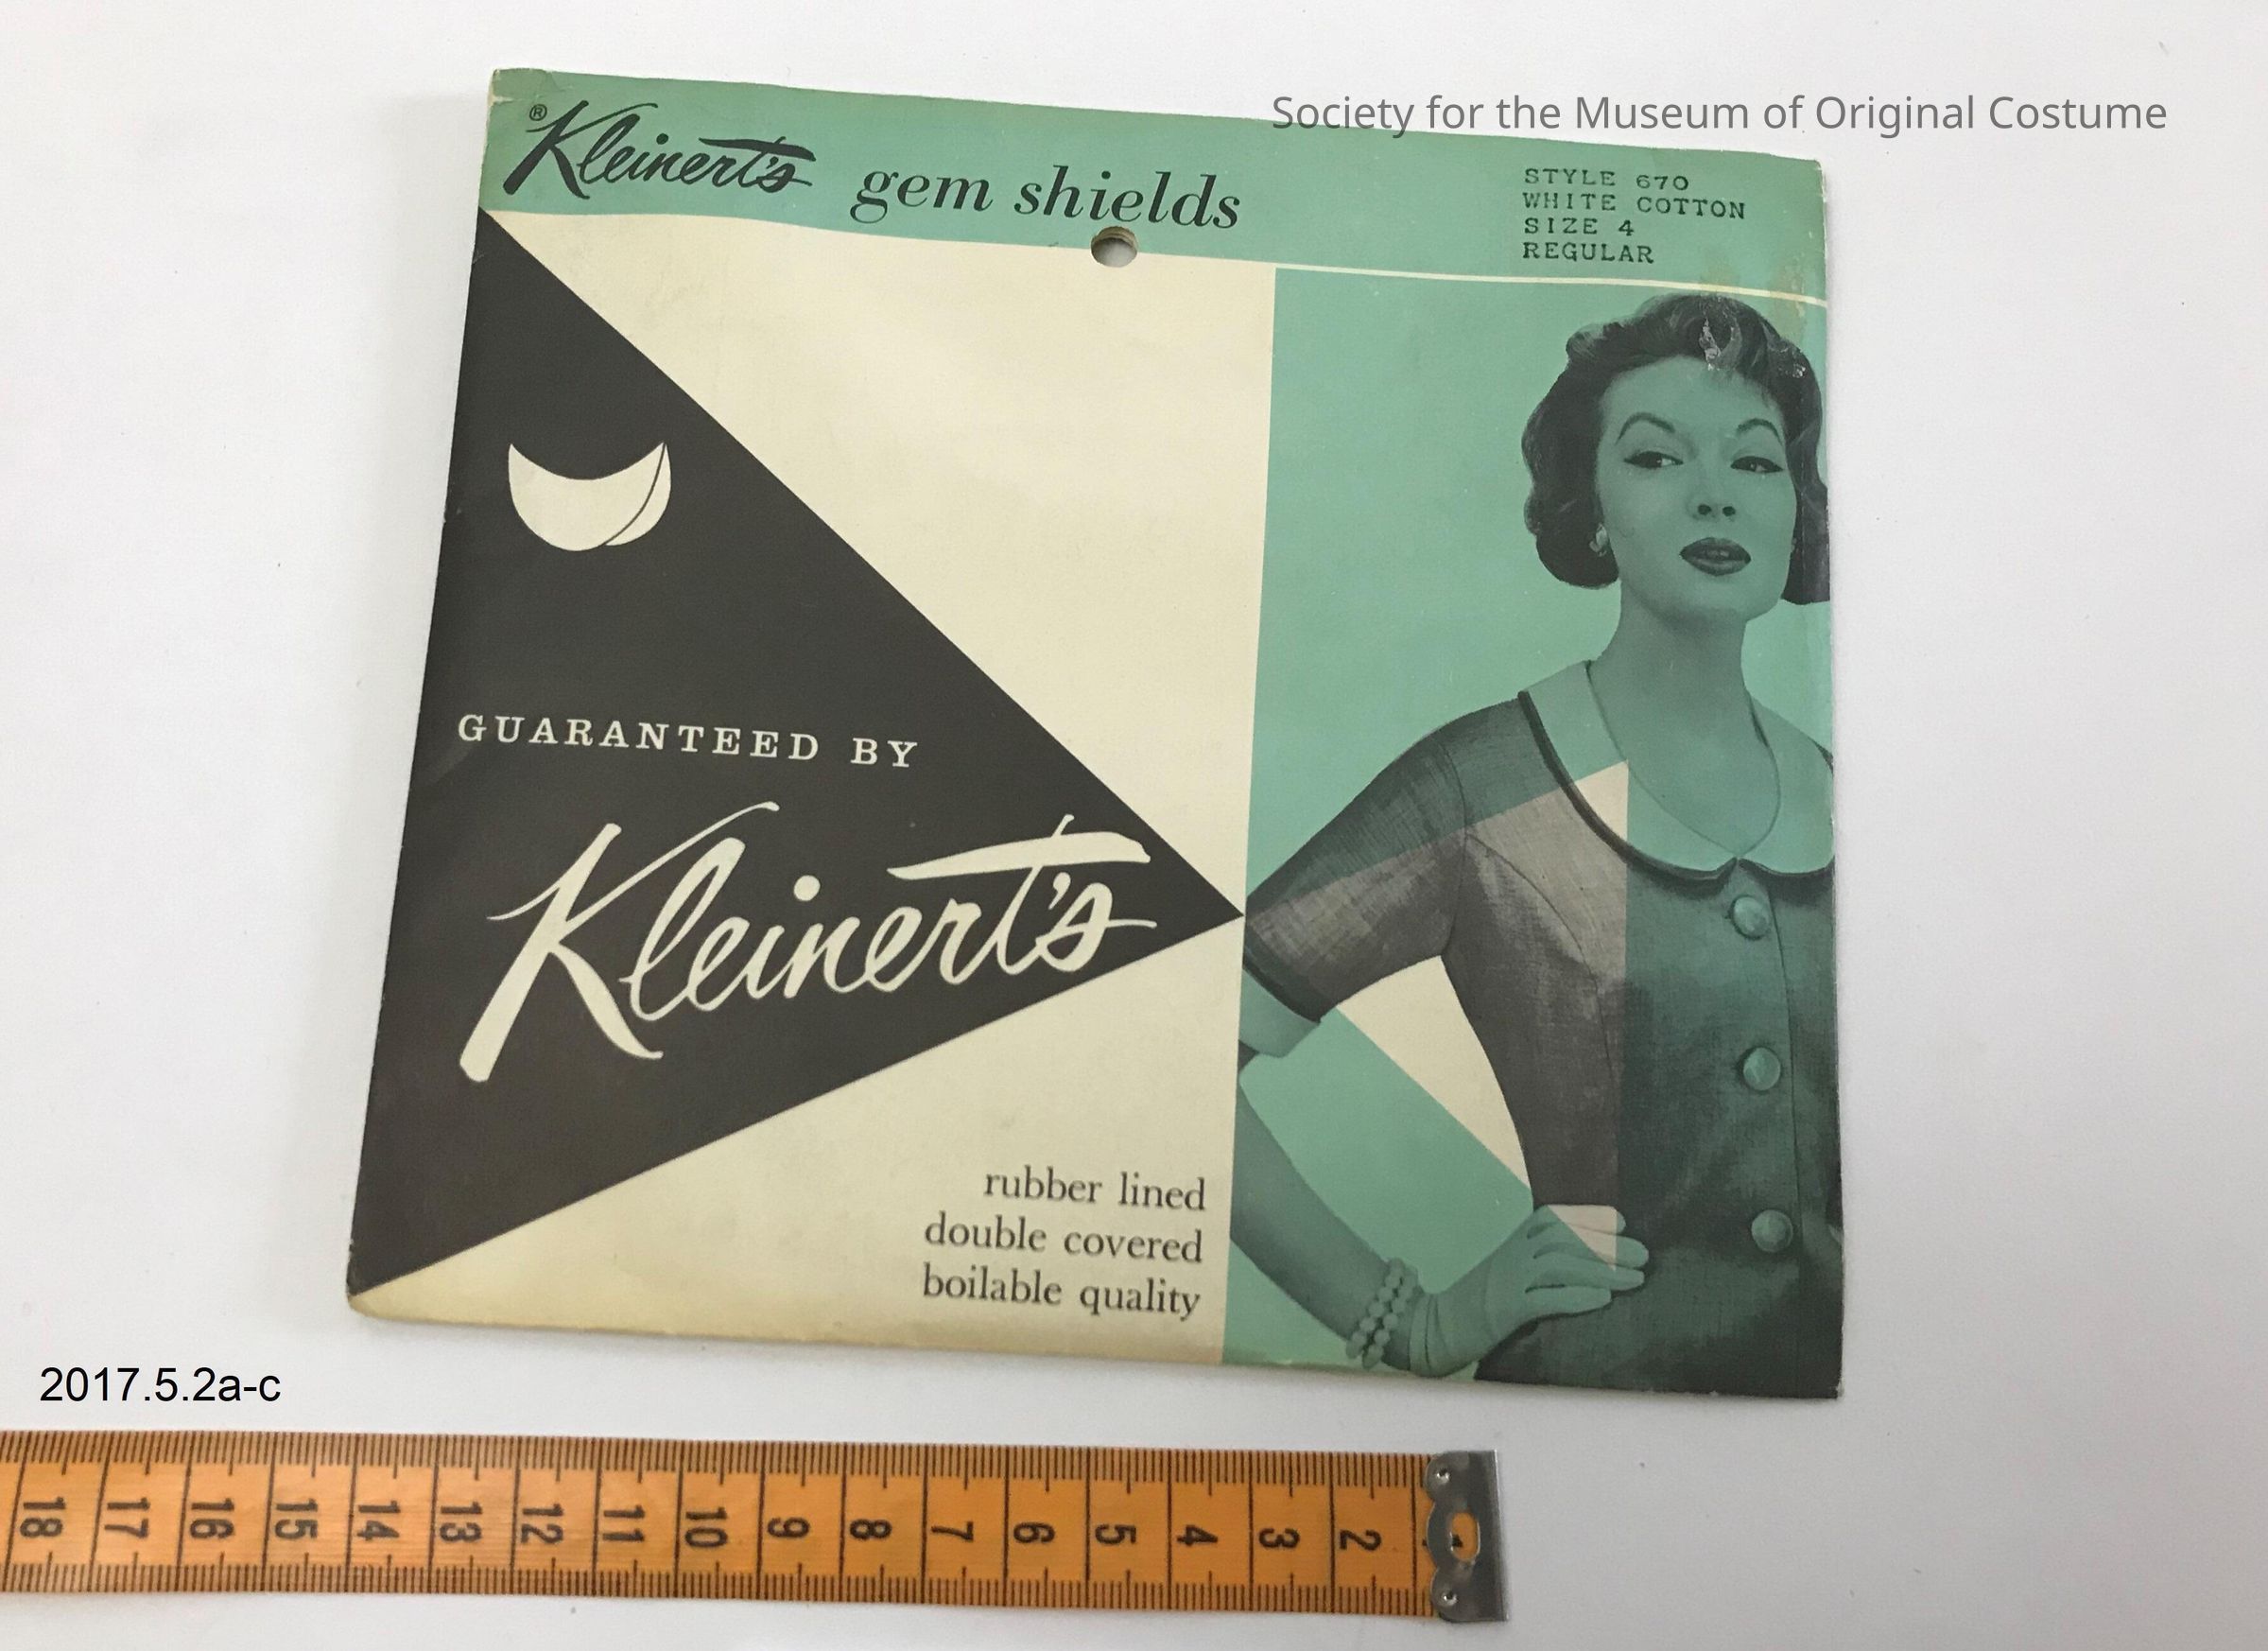 Society for the Museum of Original Costume
® Kleinert's gem shields
STYLE 670
WHITE COTTON
SIZE 4
REGULAR
GUARANTEED BY
Kleinert's
rubber lined
double covered
boilable quality
2017.5.2a-c
18 17 16 15 14 13 12 11 10 9 8 7 6 5 4 3 2